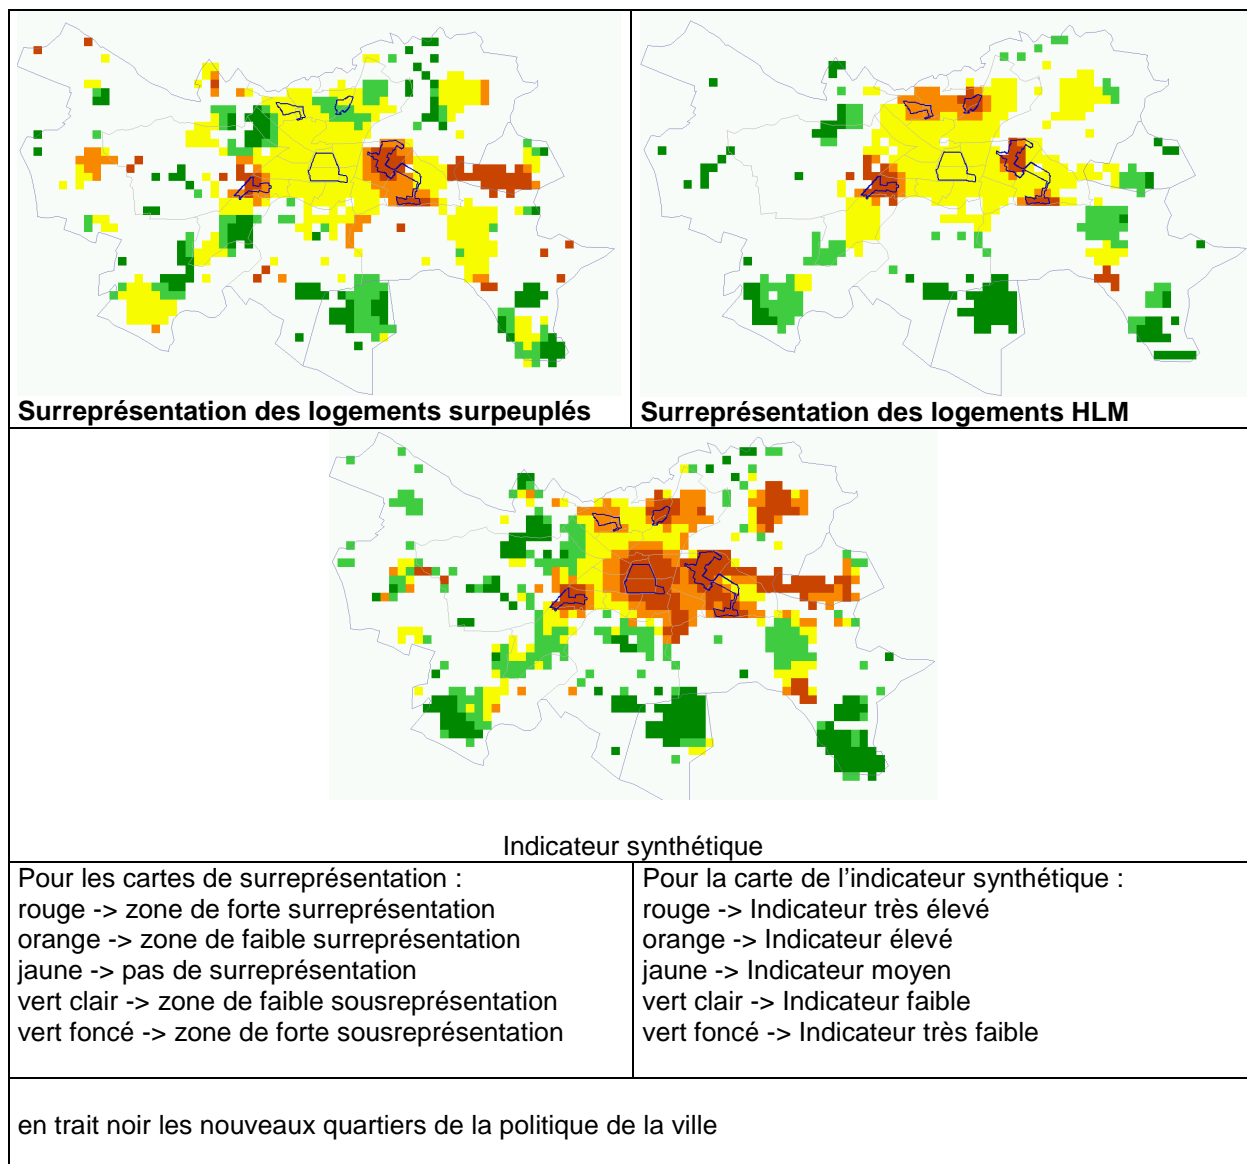 Surreprésentation des logements surpeuplés
Surreprésentation des logements HLM
Indicateur synthétique
Pour les cartes de surreprésentation :
rouge -> zone de forte surreprésentation
orange -> zone de faible surreprésentation
jaune -> pas de surreprésentation
vert clair -> zone de faible sousreprésentation
vert foncé -> zone de forte sousreprésentation
Pour la carte de l'indicateur synthétique :
rouge -> Indicateur très élevé
orange -> Indicateur élevé
jaune -> Indicateur moyen
vert clair -> Indicateur faible
vert foncé -> Indicateur très faible
en trait noir les nouveaux quartiers de la politique de la ville